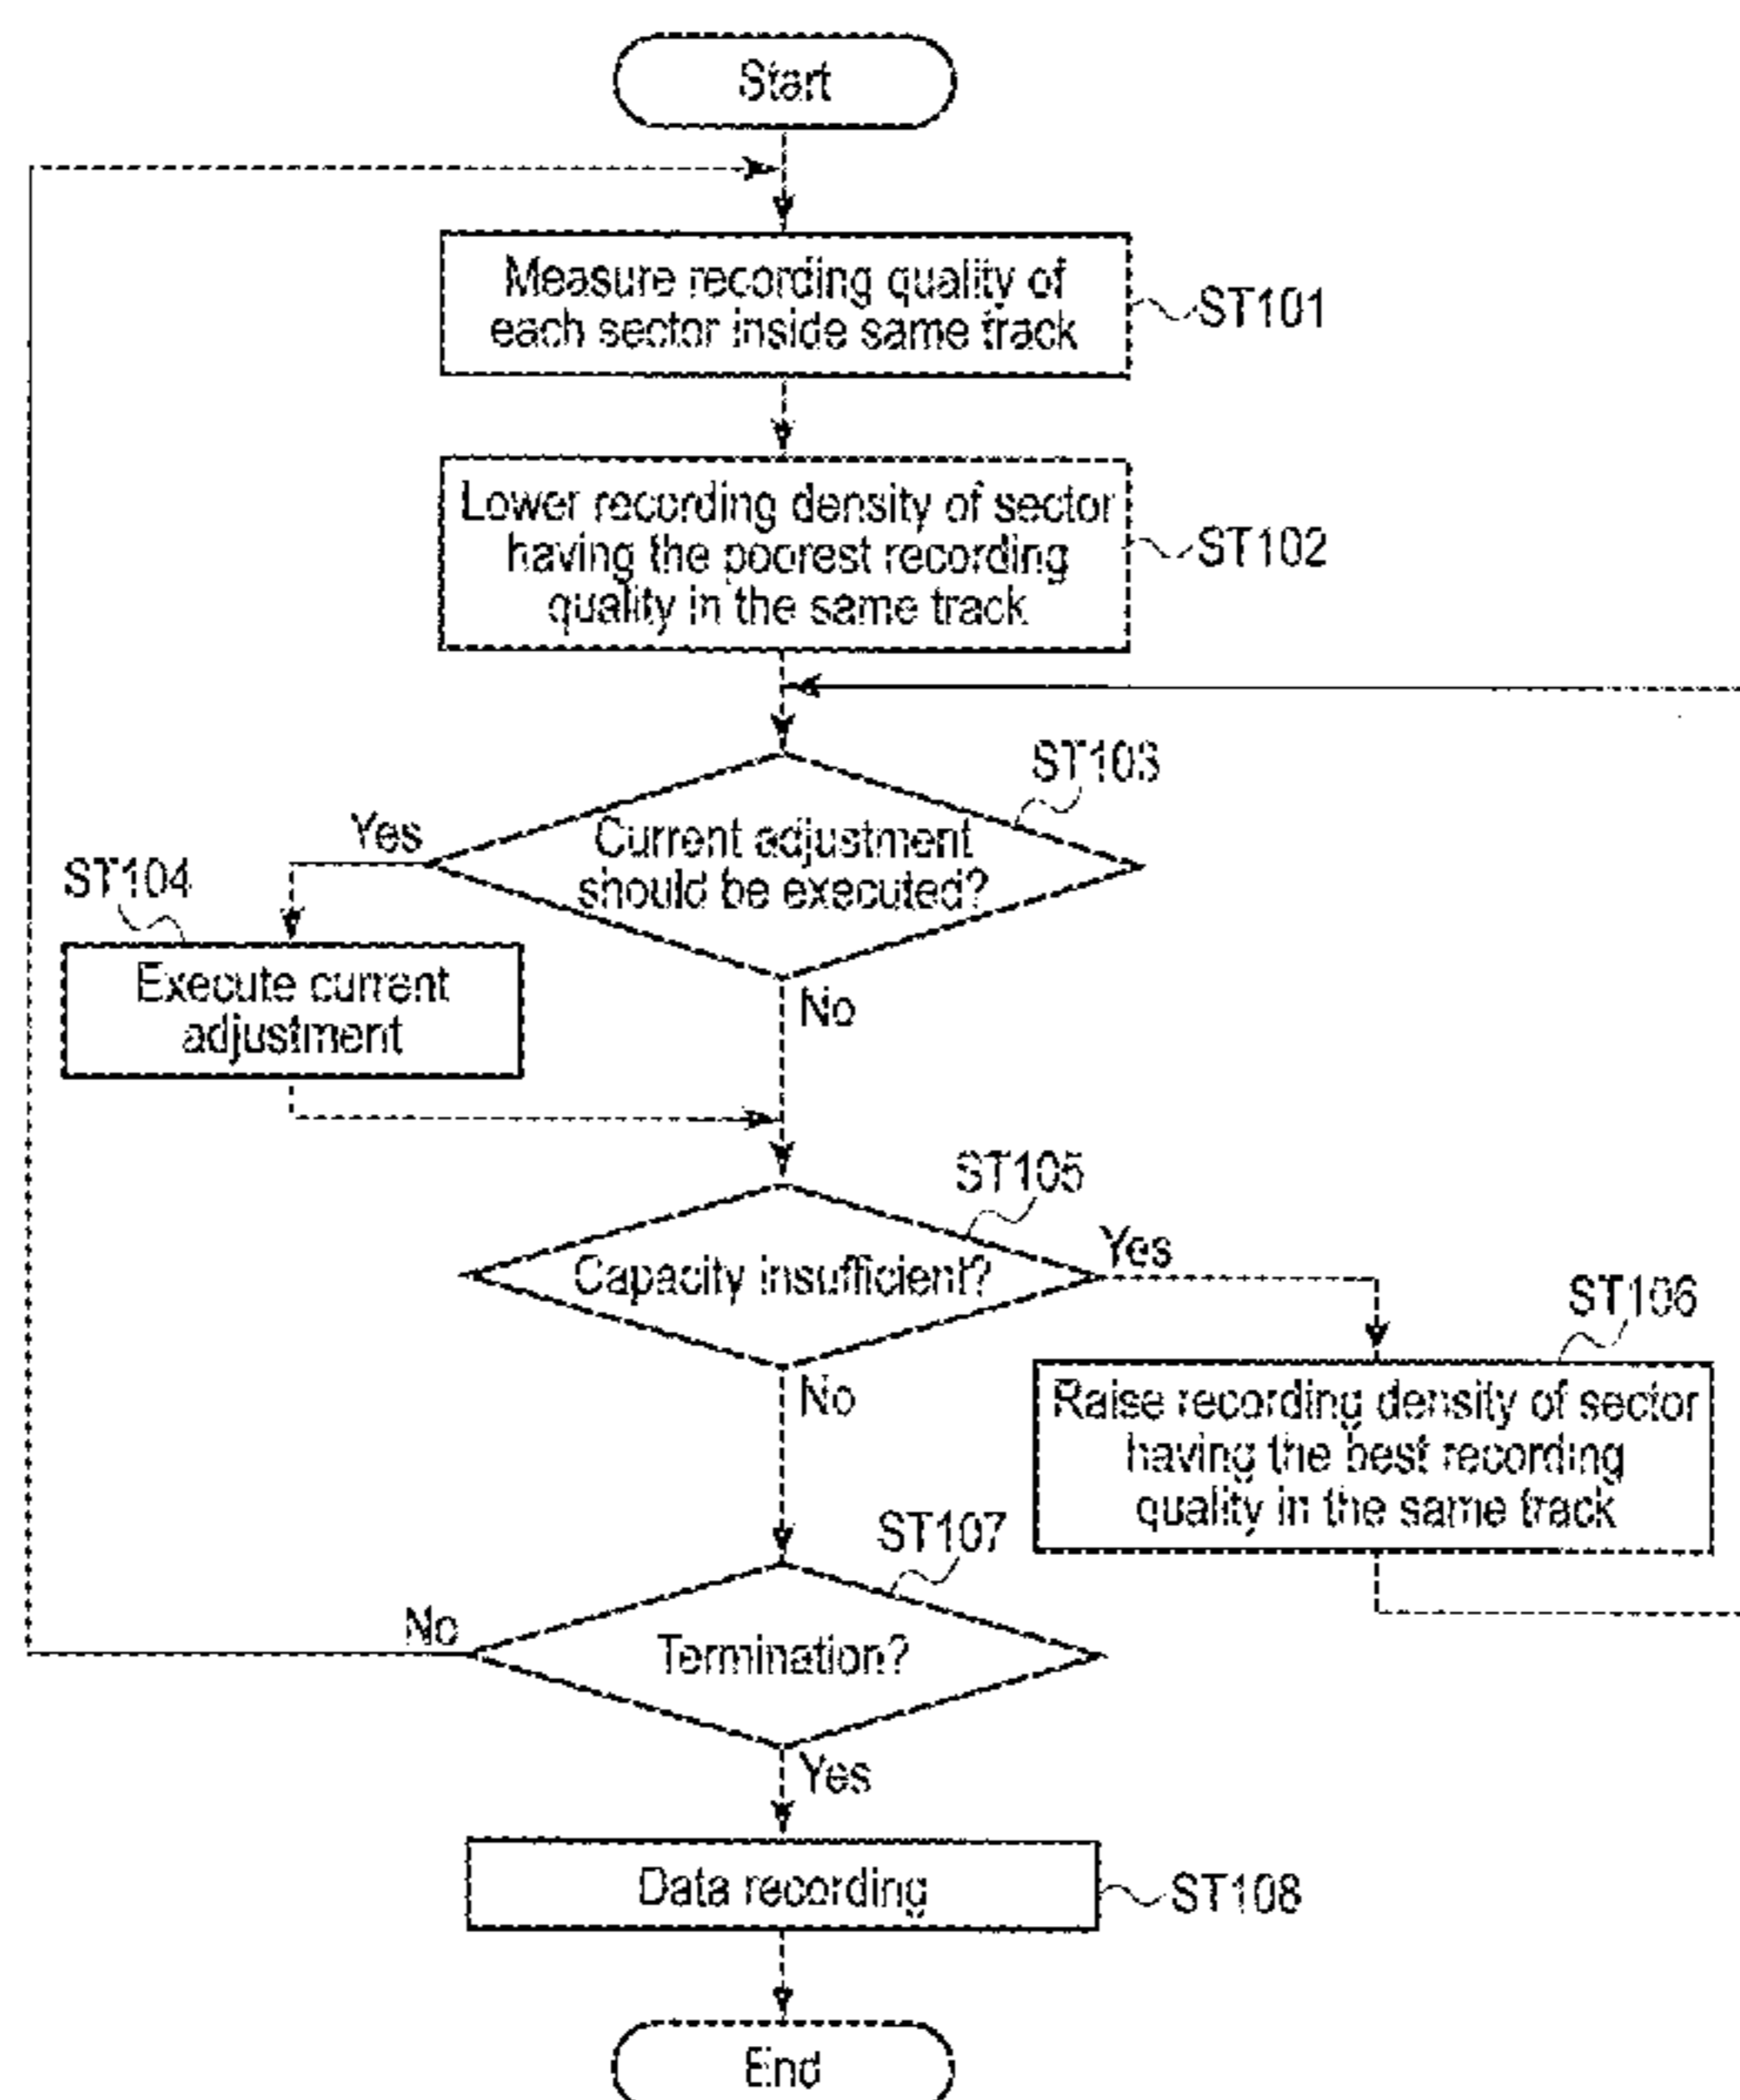 Start
Measure recording quality of
each sector inside same track
ST101
Lower recording density of sector
having the poorest recording
quality in the same track
ST102
ST103
Yes
Current adjustment
should be executed?
ST104
Execute current
adjustment
No
ST105
Capacity insufficient?
Yes
ST106
No
Raise recording density of sector
having the best recording
quality in the same track
ST107
No
Termination?
Yes
Data recording
ST108
End